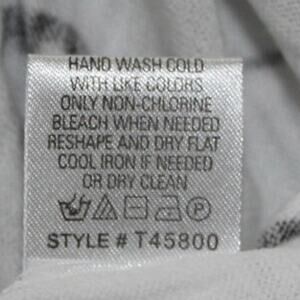 HAND WASH COLD
WITH LIKE COLORS
ONLY NON-CHLORINE
BLEACH WHEN NEEDED
RESHAPE AND DRY FLAT
COOL IRON IF NEEDED
OR DRY CLEAN
P
STYLE # T45800